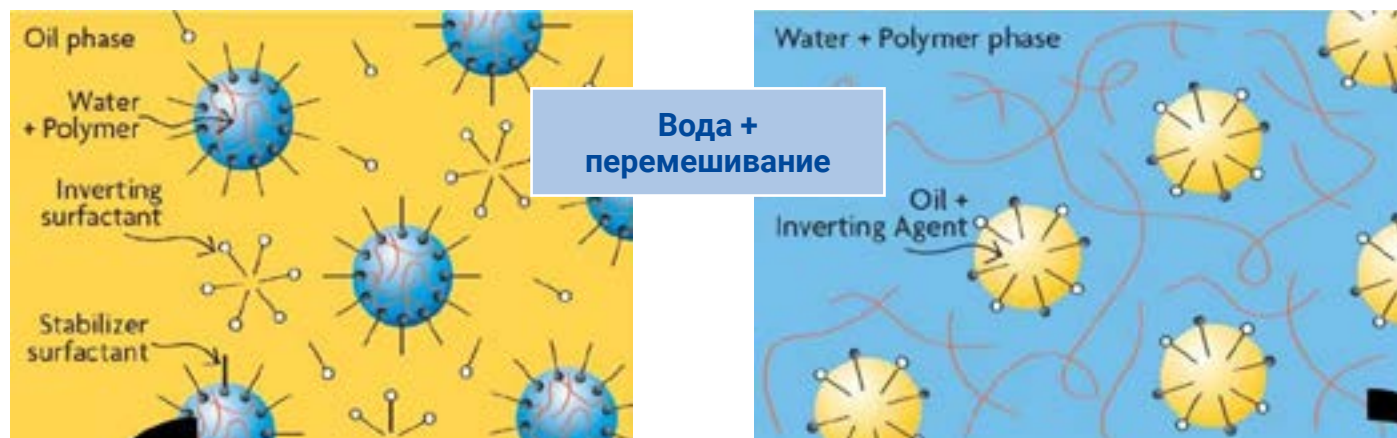 Oil phase
Water
+ Polymer
Inverting
surfactant
Stabilizer
surfactant
Вода +
перемешивание
Water + Polymer phase
Oil +
Inverting Agent